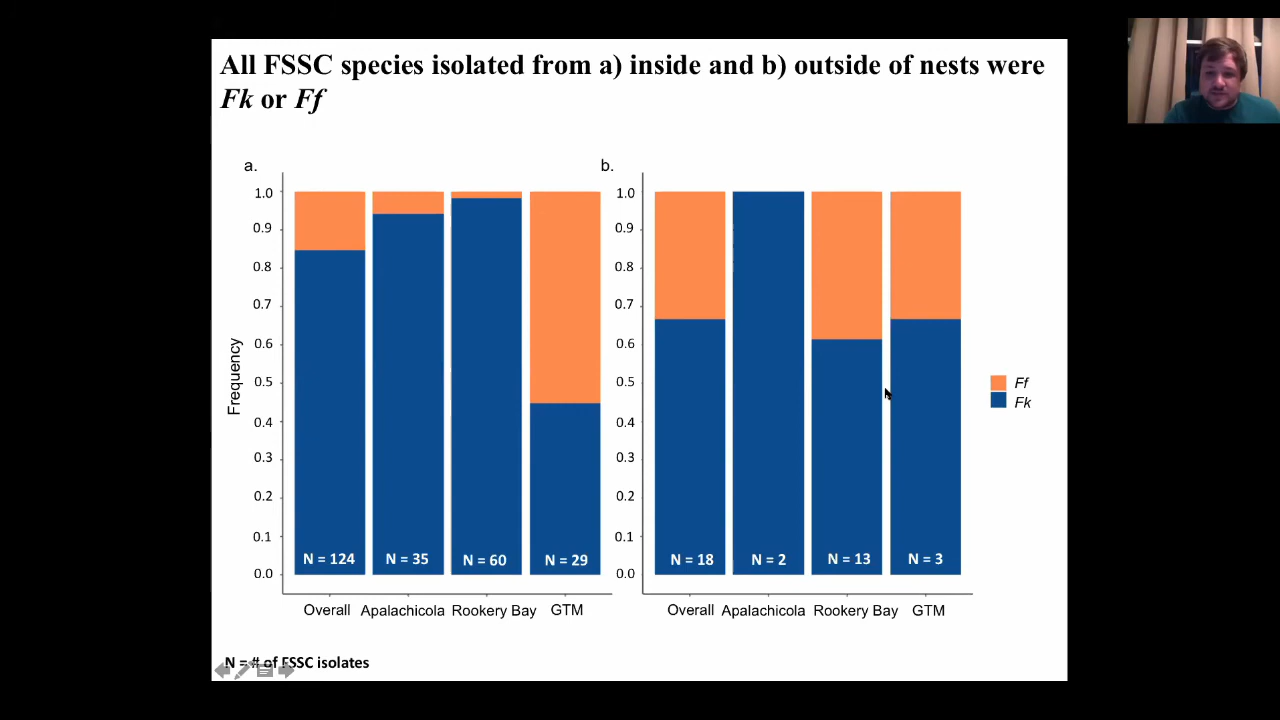 All FSSC species isolated from a) inside and b) outside of nests were
Fk or Ff
a.
b.
Frequency
1.0
0.9
0.8
0.7
0.6
0.5
0.4
0.3
0.2
0.1
0.0
N = 124
N = 35
N = 60
N = 29
Overall
Apalachicola
Rookery Bay
GTM
1.0
0.9
0.8
0.7
0.6
0.5
0.4
0.3
0.2
0.1
0.0
N = 18
N = 2
N = 13
N = 3
Overall
Apalachicola
Rookery Bay
GTM
Ff
Fk
N = # of FSSC isolates